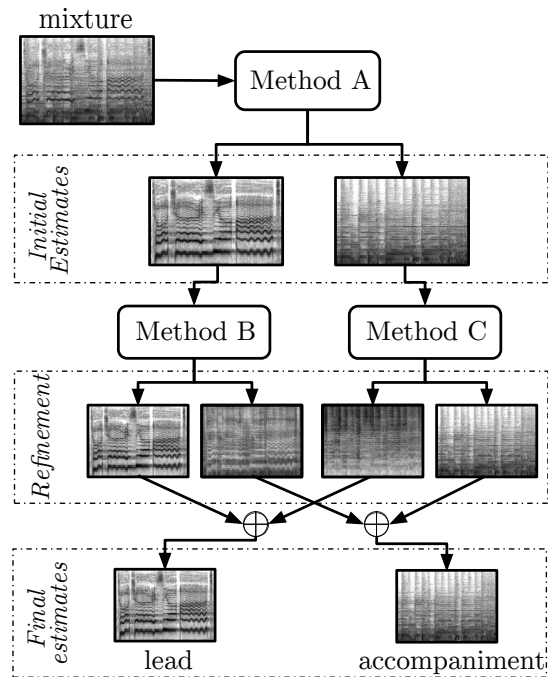 mixture
Method A
Initial
Estimates
Method B
Method C
Refinement
Final
estimates
lead
accompaniment